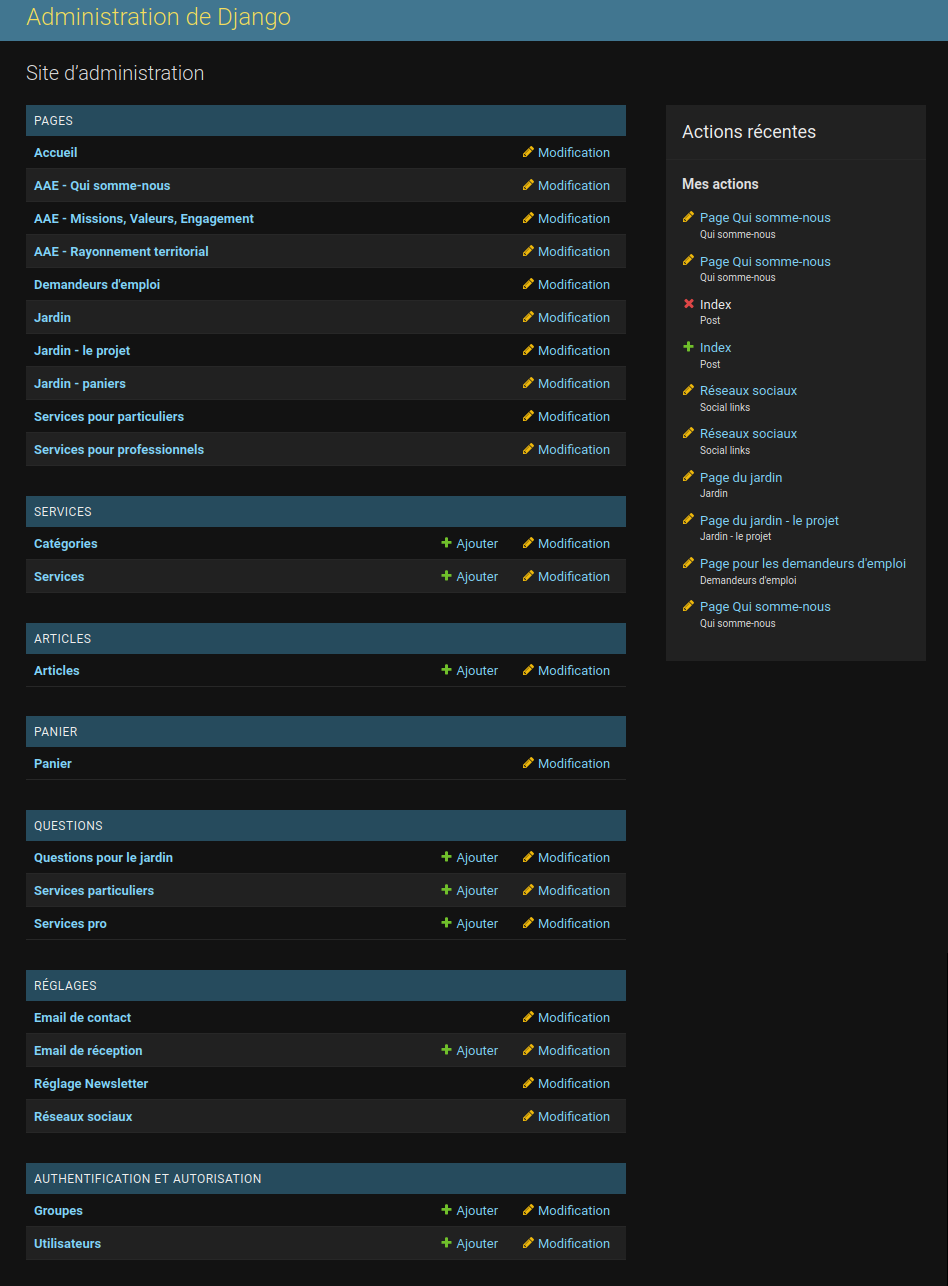 Administration de Django
Site d’administration
PAGES
Accueil Modification
AAE - Qui somme-nous Modification
AAE - Missions, Valeurs, Engagement Modification
AAE - Rayonnement territorial Modification
Demandeurs d'emploi Modification
Jardin Modification
Jardin - le projet Modification
Jardin - paniers Modification
Services pour particuliers Modification
Services pour professionnels Modification
SERVICES
Catégories Ajouter Modification
Services Ajouter Modification
ARTICLES
Articles Ajouter Modification
PANIER
Panier Modification
QUESTIONS
Questions pour le jardin Ajouter Modification
Services particuliers Ajouter Modification
Services pro Ajouter Modification
RÉGLAGES
Email de contact Modification
Email de réception Ajouter Modification
Réglage Newsletter Modification
Réseaux sociaux Modification
AUTHENTIFICATION ET AUTORISATION
Groupes Ajouter Modification
Utilisateurs Ajouter Modification
Actions récentes
Mes actions
Page Qui somme-nous
Qui somme-nous
Page Qui somme-nous
Qui somme-nous
Index
Post
Index
Post
Réseaux sociaux
Social links
Réseaux sociaux
Social links
Page du jardin
Jardin
Page du jardin - le projet
Jardin - le projet
Page pour les demandeurs d'emploi
Demandeurs d'emploi
Page Qui somme-nous
Qui somme-nous